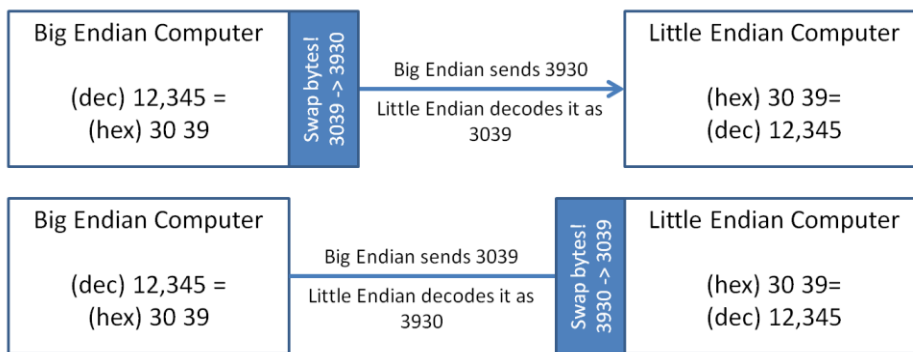 Big Endian Computer
(dec) 12,345 =
(hex) 30 39
Swap bytes!
3039 -> 3930
Big Endian sends 3930
Little Endian decodes it as
3039
Little Endian Computer
(hex) 30 39=
(dec) 12,345
Big Endian Computer
(dec) 12,345 =
(hex) 30 39
Big Endian sends 3039
Little Endian decodes it as
3930
Swap bytes!
3930 -> 3039
Little Endian Computer
(hex) 30 39=
(dec) 12,345